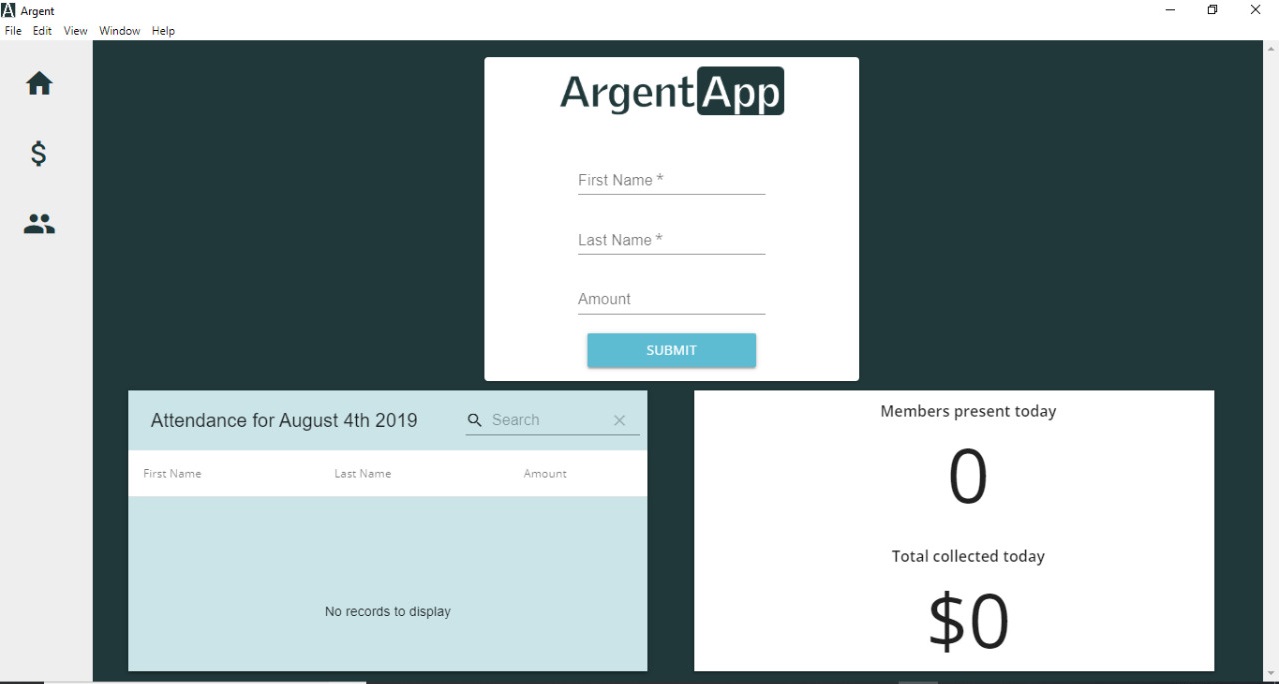 A Argent
File Edit View Window Help
ArgentApp
First Name *
Last Name *
Amount
SUBMIT
Attendance for August 4th 2019
Search
First Name Last Name Amount
No records to display
Members present today
0
Total collected today
$0